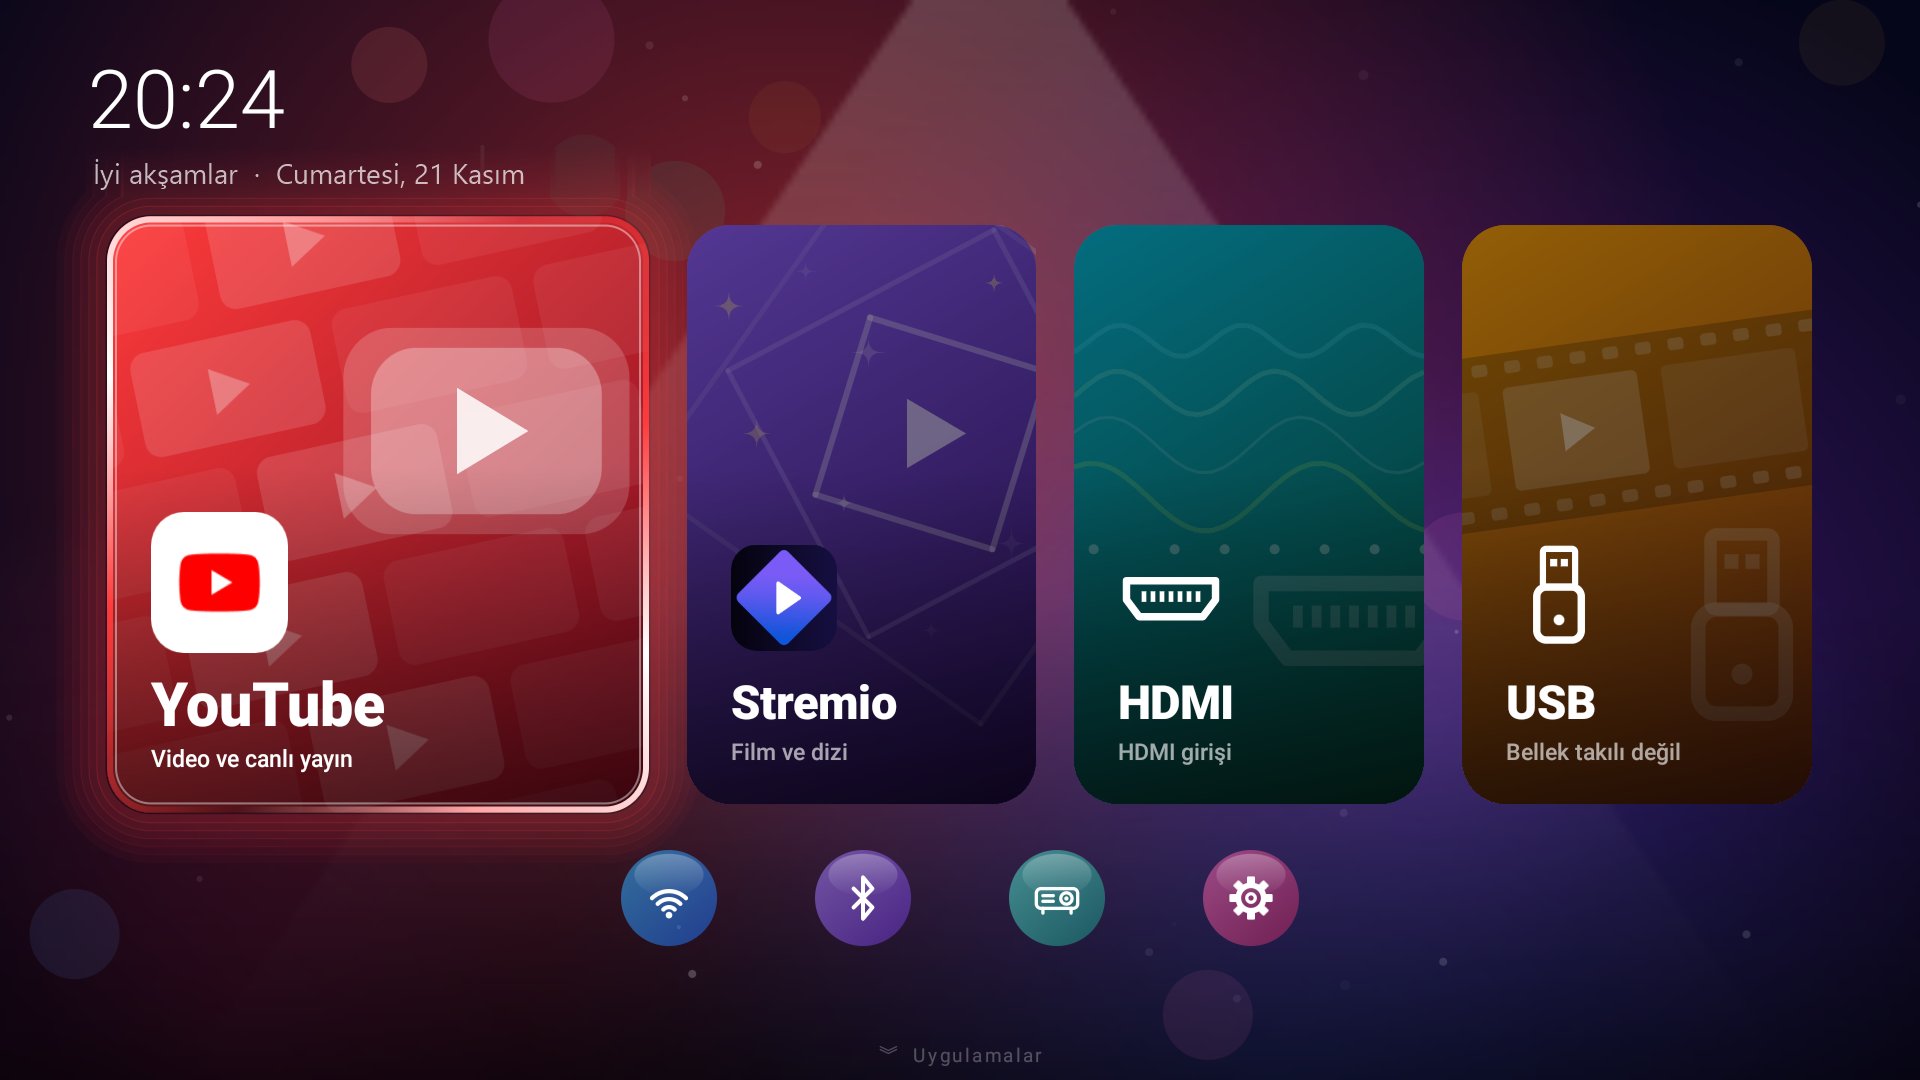 20:24
İyi akşamlar · Cumartesi, 21 Kasım
YouTube
Video ve canlı yayın
Stremio
Film ve dizi
HDMI
HDMI girişi
USB
Bellek takılı değil
Uygulamalar